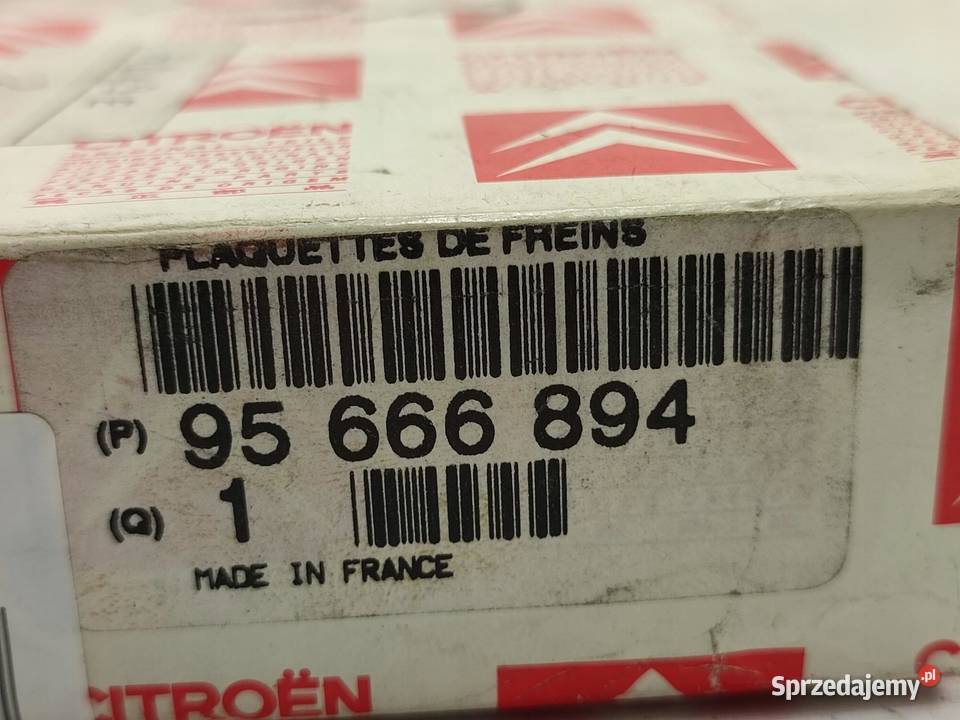 CITROËN
PLAQUETTES DE FREINS
(P) 95 666 894
(Q) 1
MADE IN FRANCE
CITROËN
Sprzedajemy.pl